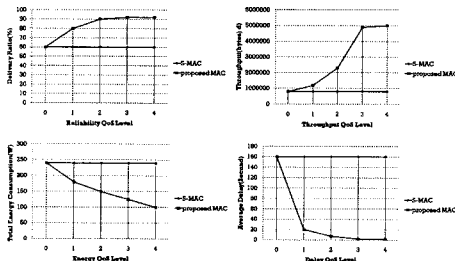 Delivery Ratio(%)
100
90
80
70
60
50
40
30
20
10
0
0 1 2 3 4
Reliability QoS Level
S-MAC
proposed MAC
Throughput(bytes/
6000000
5000000
4000000
3000000
2000000
1000000
0
0 1 2 3 4
Throughput QoS Level
S-MAC
proposed MAC
Total Energy Consumption(W)
300
250
200
150
100
50
0
0 1 2 3 4
Energy QoS Level
S-MAC
proposed MAC
Average Delay(Second)
180
160
140
120
100
80
60
40
20
0
0 1 2 3 4
Delay QoS Level
S-MAC
proposed MAC